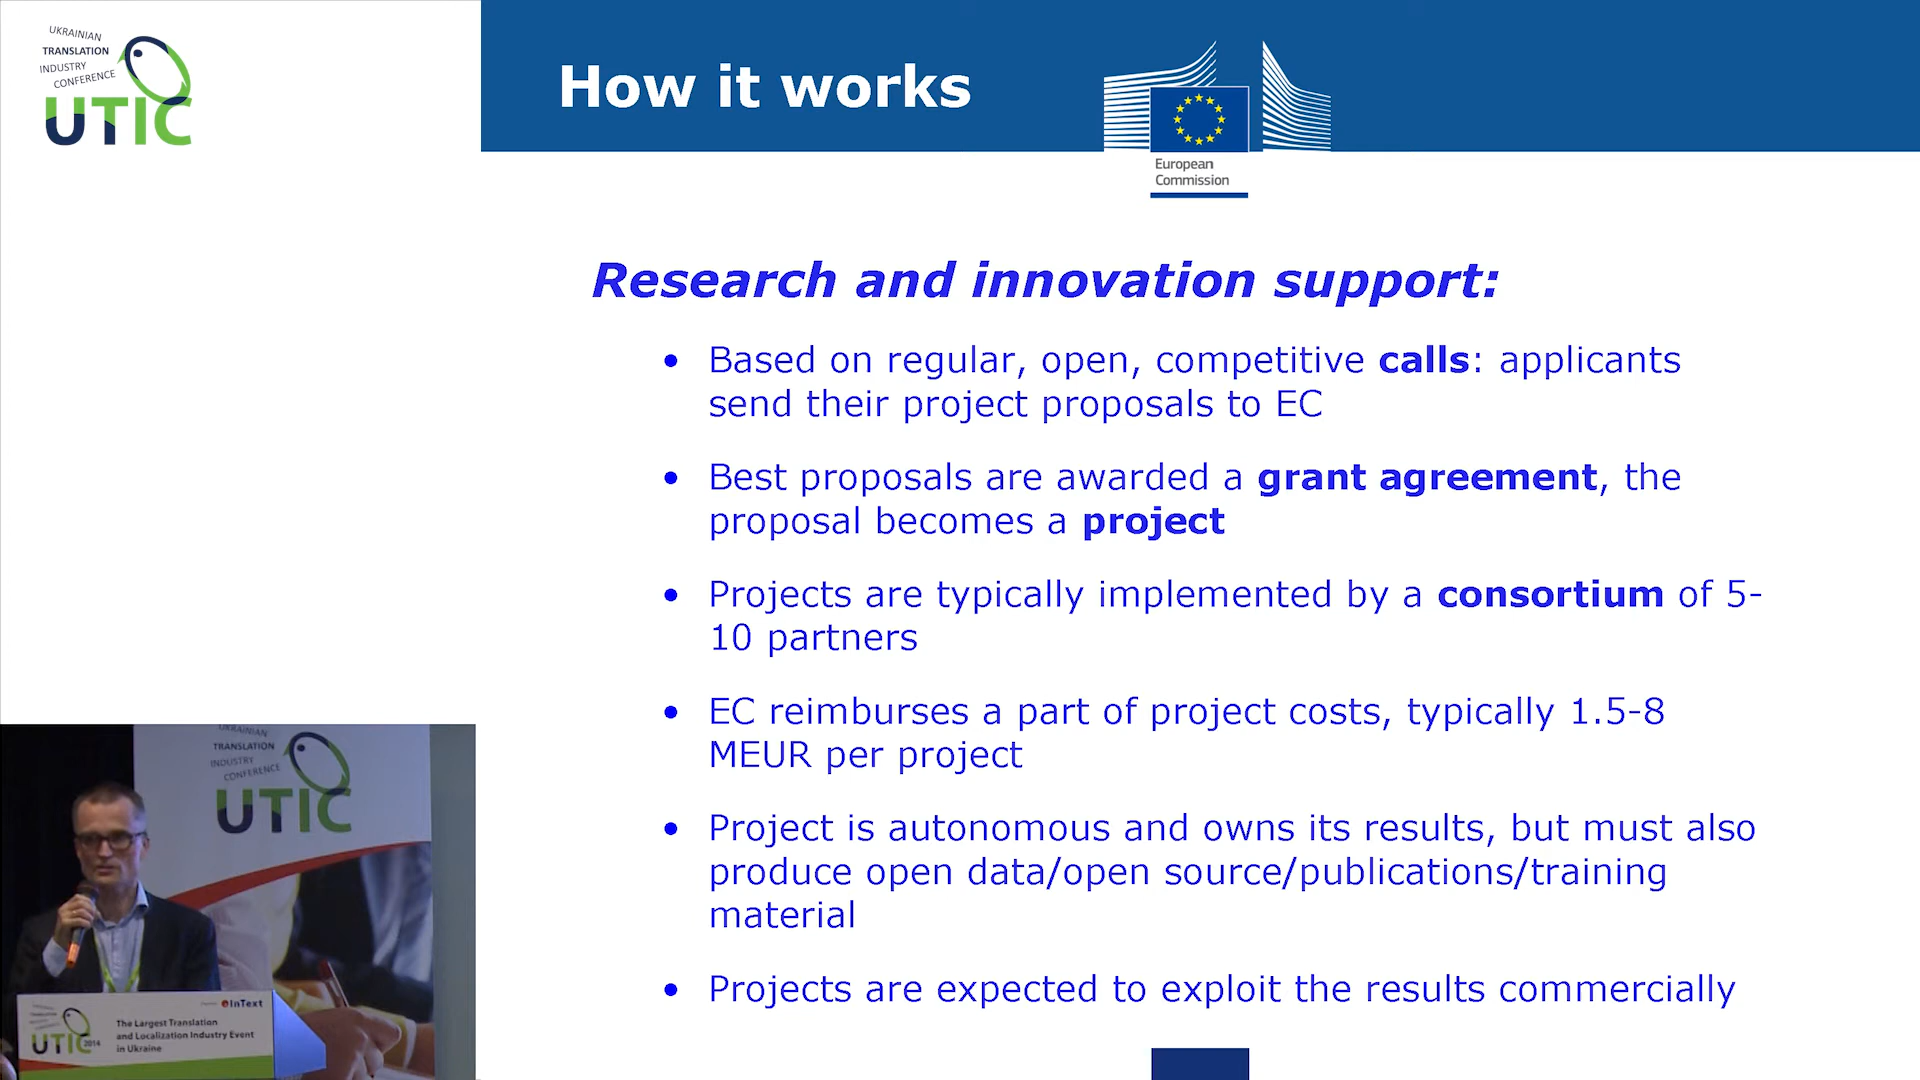 UKRAINIAN
TRANSLATION
INDUSTRY
CONFERENCE
UTIC
How it works
European
Commission
Research and innovation support:
• Based on regular, open, competitive calls: applicants
send their project proposals to EC
• Best proposals are awarded a grant agreement, the
proposal becomes a project
• Projects are typically implemented by a consortium of 5-
10 partners
• EC reimburses a part of project costs, typically 1.5-8
MEUR per project
• Project is autonomous and owns its results, but must also
produce open data/open source/publications/training
material
• Projects are expected to exploit the results commercially
UKRAINIAN
TRANSLATION
INDUSTRY
CONFERENCE
UTIC
InText
UTIC 2014
The Largest Translation
and Localization Industry Event
in Ukraine